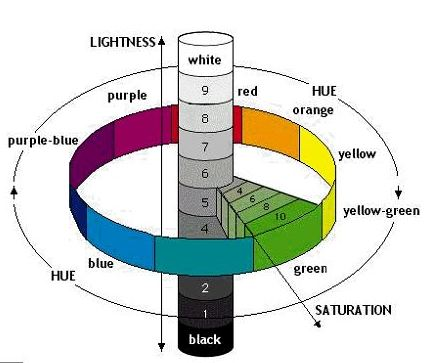 LIGHTNESS
white
9
8
7
6
5
4
2
1
black
purple
red
HUE
orange
purple-blue
yellow
yellow-green
4
6
8
10
blue
green
HUE
SATURATION